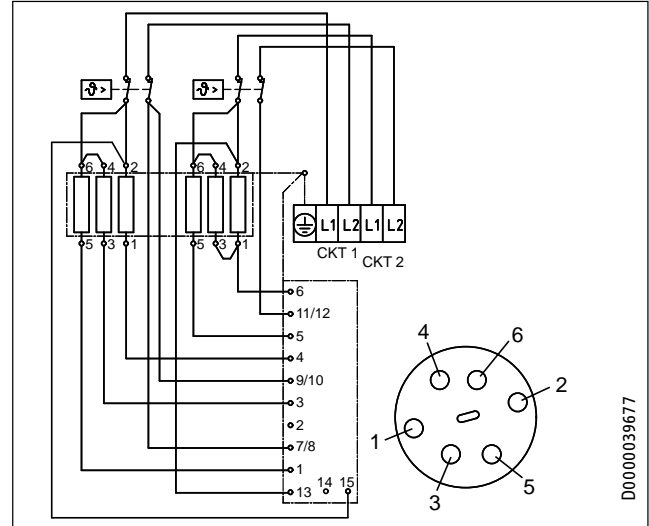 ϑ> ϑ>
6 4 2 6 4 2
L1 L2 L1 L2
5 3 1 5 3 1
CKT 1 CKT 2
6
11/12
5
4
9/10
3
2
7/8
1
13 14 15
4 6
2
1
3 5
D0000039677